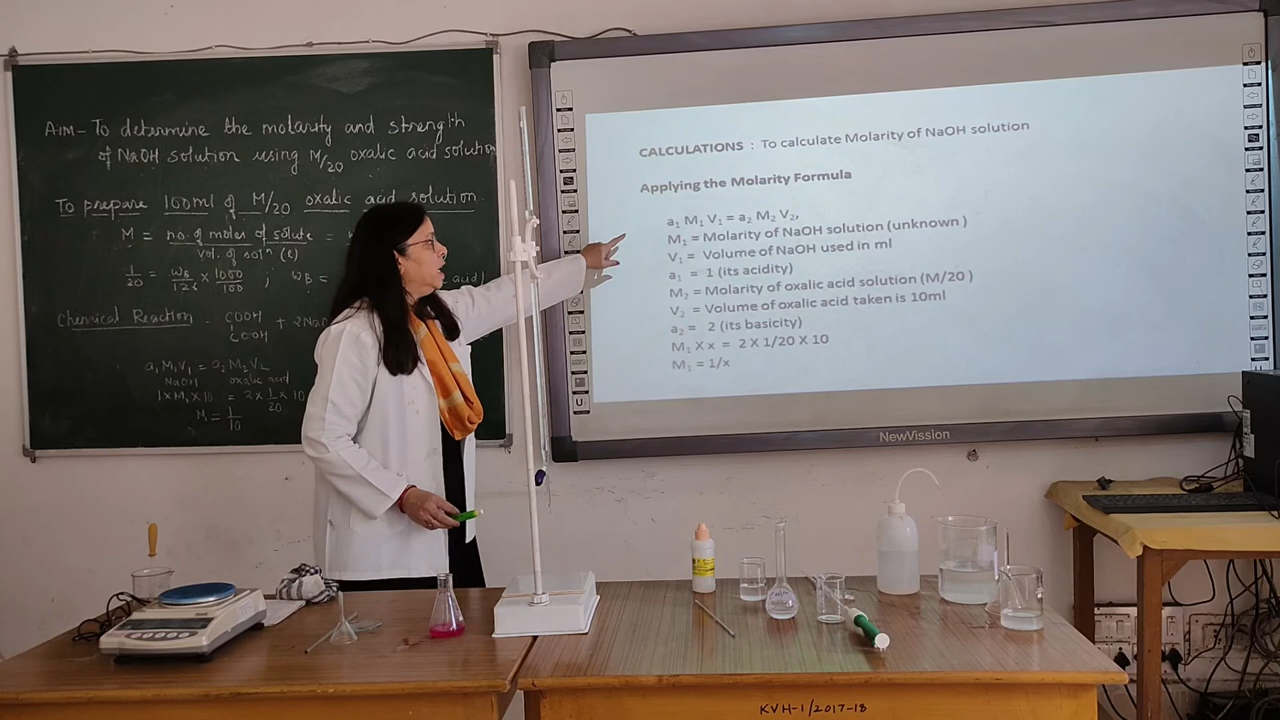 AIM - To determine the molarity and strength
of NaOH solution using M/20 oxalic acid solution
To prepare 100ml of M/20 oxalic acid solution.
M = no. of moles of solute =
Vol. of soln (l)
1/20 = WB/126 × 1000/100 ; WB = acid)
Chemical Reaction = COOH + 2NaO
COOH
a1M1V1 = a2M2V2
NaOH oxalic acid
1×M1×10 = 2×1/20×10
M = 1/10
CALCULATIONS : To calculate Molarity of NaOH solution
Applying the Molarity Formula
a1 M1 V1 = a2 M2 V2,
M1 = Molarity of NaOH solution (unknown )
V1 = Volume of NaOH used in ml
a1 = 1 (its acidity)
M2 = Molarity of oxalic acid solution (M/20 )
V2 = Volume of oxalic acid taken is 10ml
a2 = 2 (its basicity)
M1 X x = 2 X 1/20 X 10
M1 = 1/x
NewVission
KVH-1/2017-18